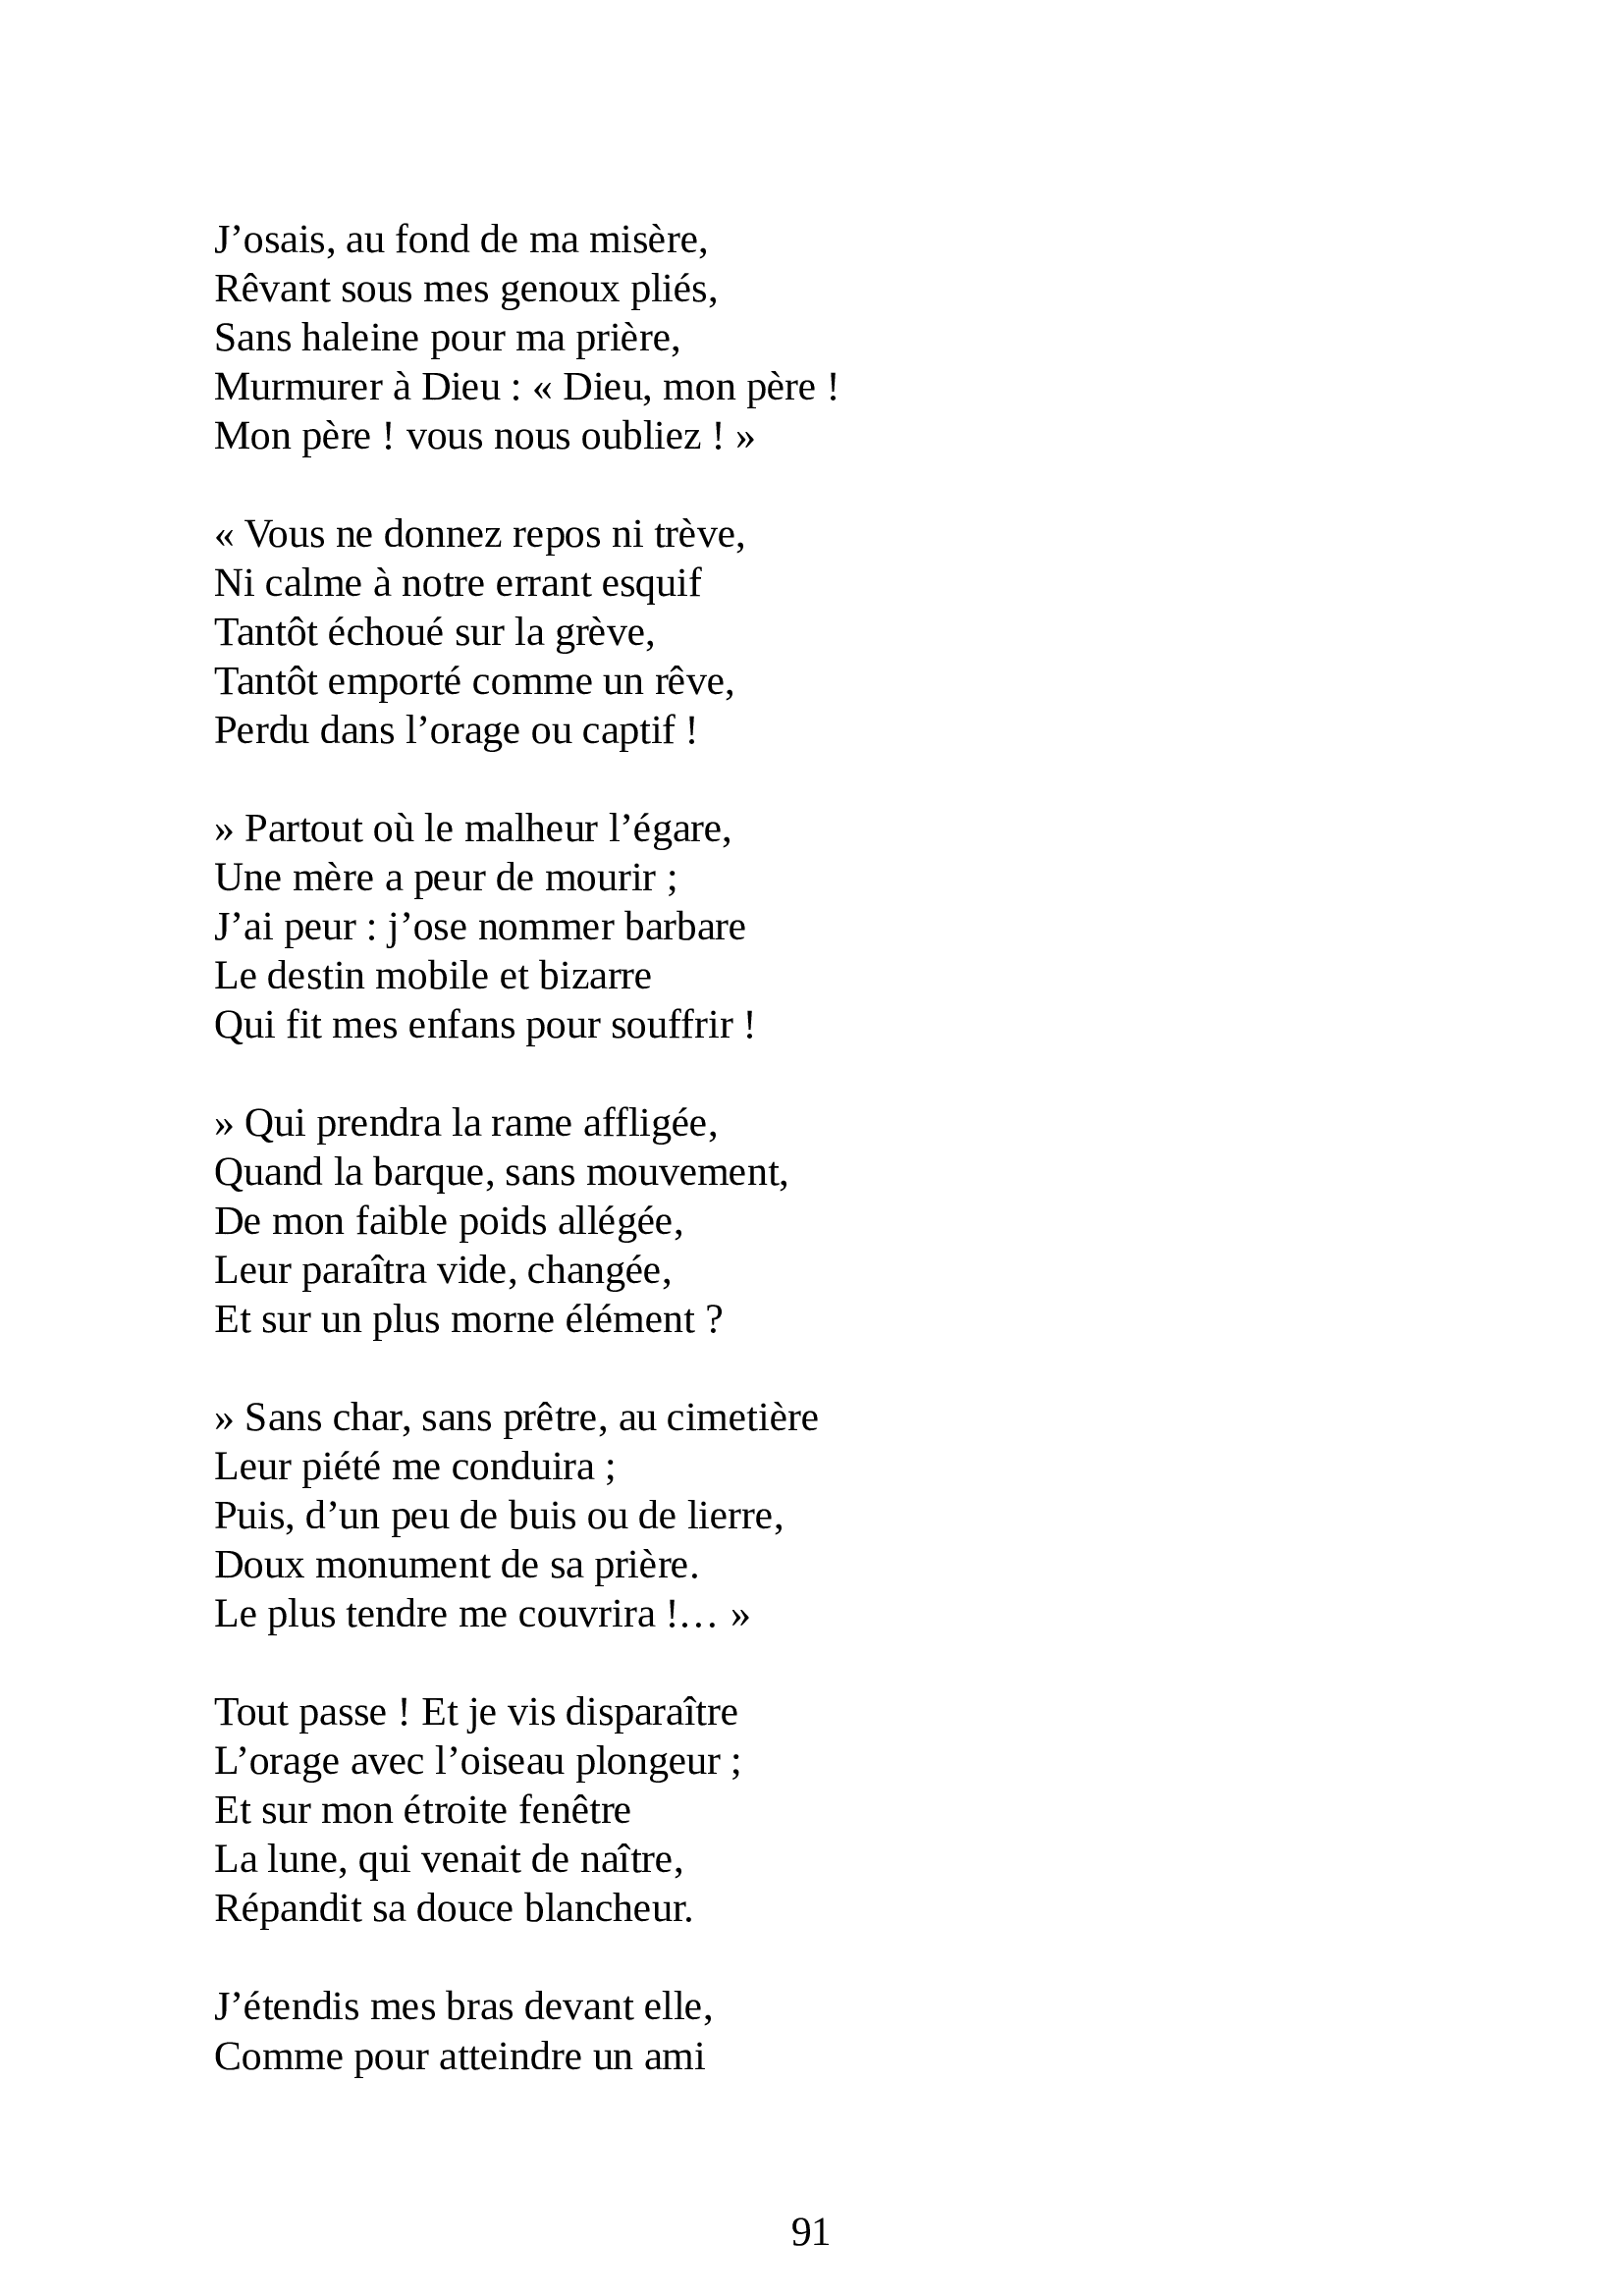 J’osais, au fond de ma misère,
Rêvant sous mes genoux pliés,
Sans haleine pour ma prière,
Murmurer à Dieu : « Dieu, mon père !
Mon père ! vous nous oubliez ! »

« Vous ne donnez repos ni trève,
Ni calme à notre errant esquif
Tantôt échoué sur la grève,
Tantôt emporté comme un rêve,
Perdu dans l’orage ou captif !

» Partout où le malheur l’égare,
Une mère a peur de mourir ;
J’ai peur : j’ose nommer barbare
Le destin mobile et bizarre
Qui fit mes enfans pour souffrir !

» Qui prendra la rame affligée,
Quand la barque, sans mouvement,
De mon faible poids allégée,
Leur paraîtra vide, changée,
Et sur un plus morne élément ?

» Sans char, sans prêtre, au cimetière
Leur piété me conduira ;
Puis, d’un peu de buis ou de lierre,
Doux monument de sa prière.
Le plus tendre me couvrira !… »

Tout passe ! Et je vis disparaître
L’orage avec l’oiseau plongeur ;
Et sur mon étroite fenêtre
La lune, qui venait de naître,
Répandit sa douce blancheur.

J’étendis mes bras devant elle,
Comme pour atteindre un ami

91